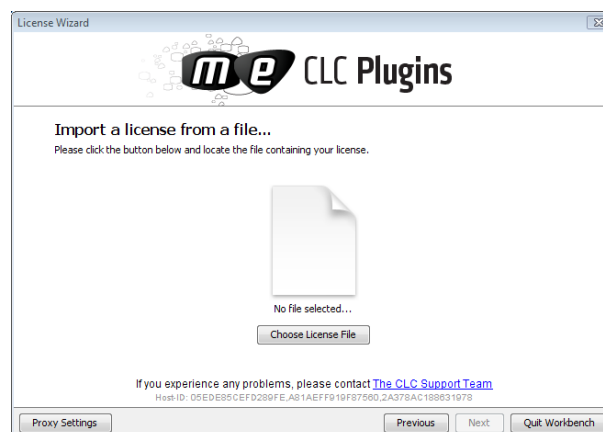 License Wizard
me CLC Plugins
Import a license from a file...
Please click the button below and locate the file containing your license.
No file selected...
Choose License File
If you experience any problems, please contact The CLC Support Team
Host-ID: 05EDE85CEFD289FE,A81AEFF919F87560,2A378AC188631978
Proxy Settings Previous Next Quit Workbench